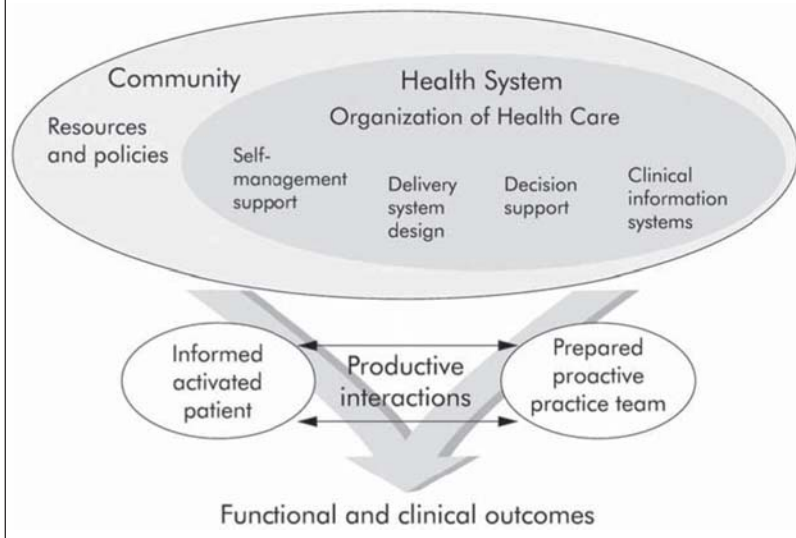 Community
Resources
and policies
Health System
Organization of Health Care
Self-
management
support
Delivery
system
design
Decision
support
Clinical
information
systems
Informed
activated
patient
Productive
interactions
Prepared
proactive
practice team
Functional and clinical outcomes